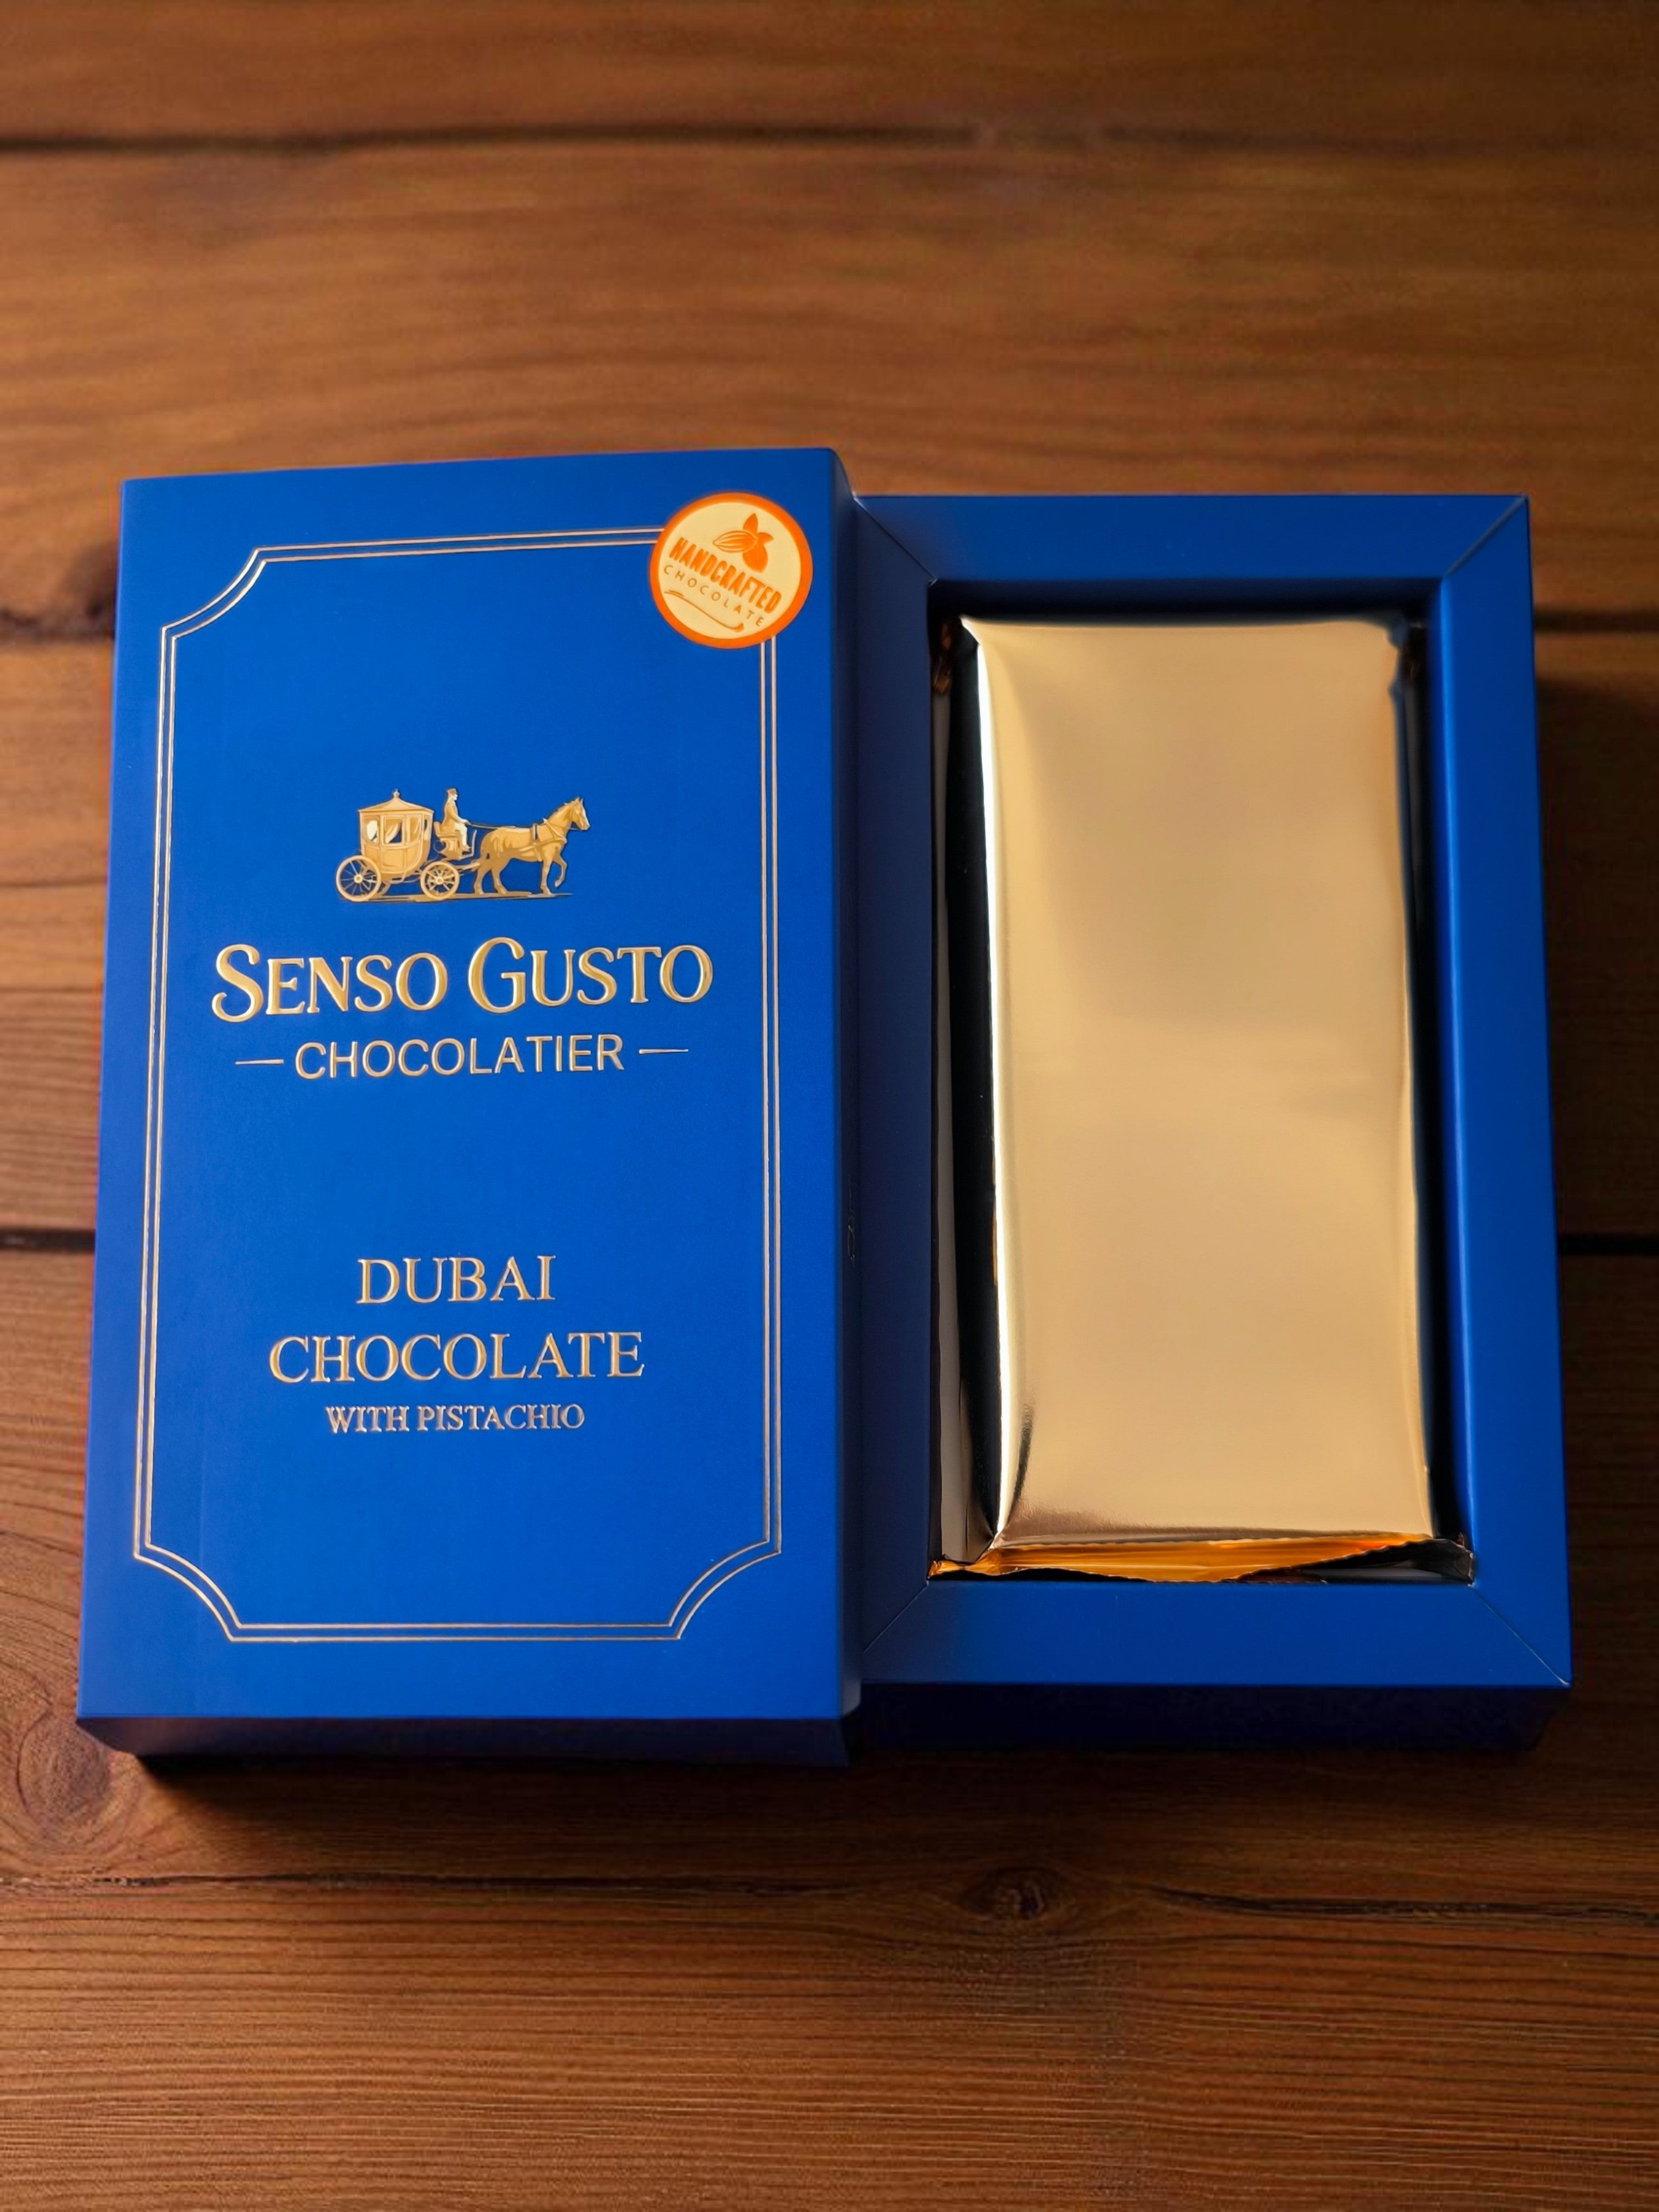 HANDCRAFTED
CHOCOLATE
SENSO GUSTO
— CHOCOLATIER —
DUBAI
CHOCOLATE
WITH PISTACHIO